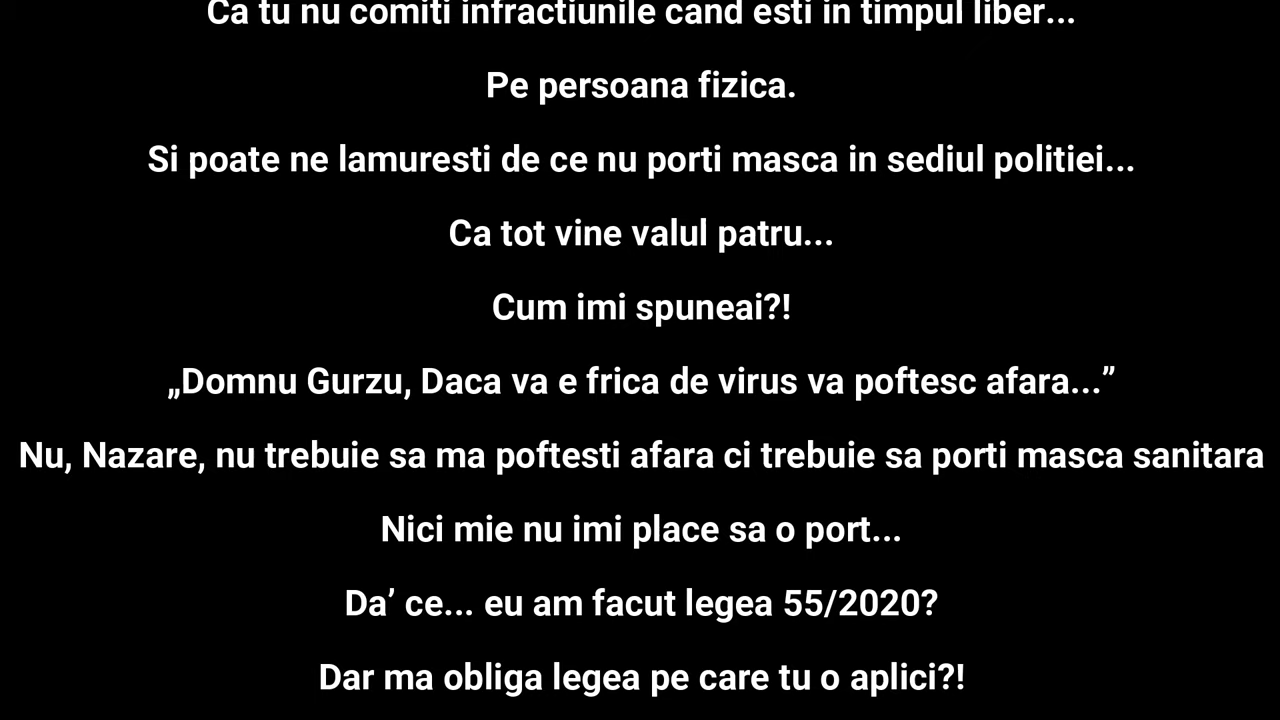 Ca tu nu comiti infractiunile cand esti in timpul liber...
Pe persoana fizica.
Si poate ne lamuresti de ce nu porti masca in sediul politiei...
Ca tot vine valul patru...
Cum imi spuneai?!
„Domnu Gurzu, Daca va e frica de virus va poftesc afara...”
Nu, Nazare, nu trebuie sa ma poftesti afara ci trebuie sa porti masca sanitara
Nici mie nu imi place sa o port...
Da’ ce... eu am facut legea 55/2020?
Dar ma obliga legea pe care tu o aplici?!